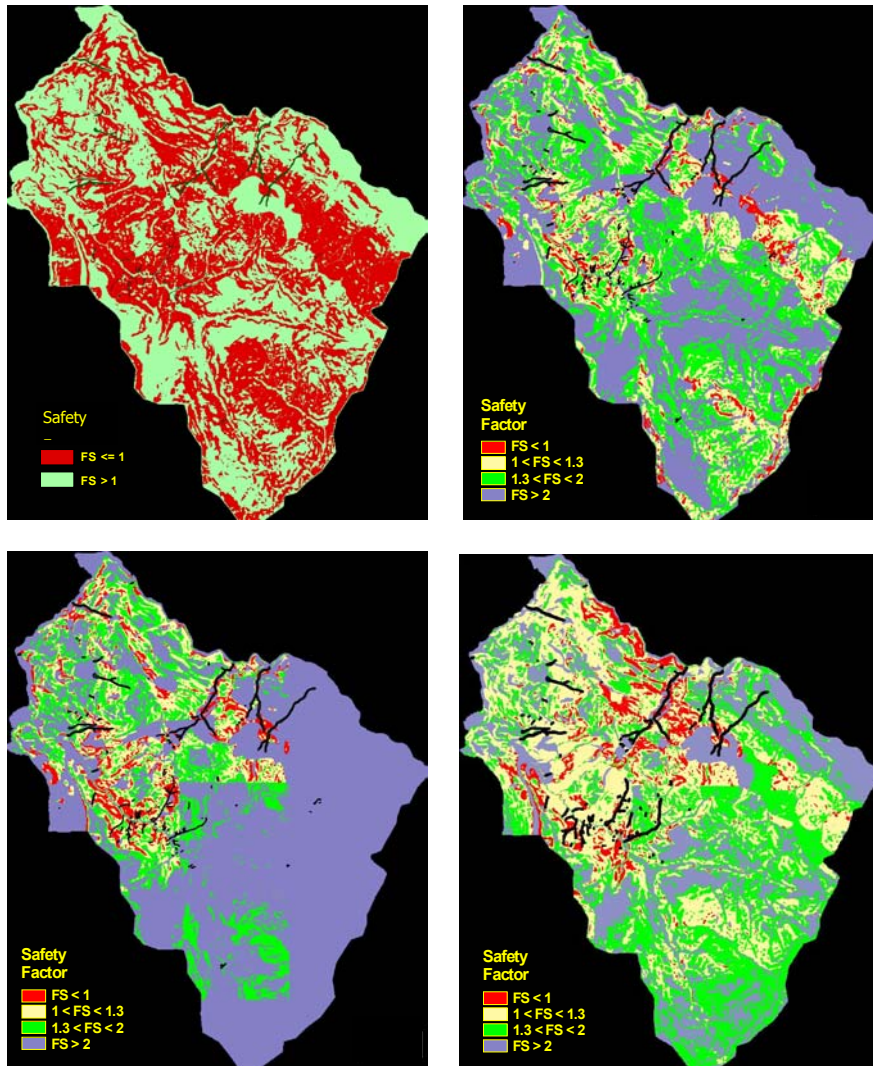 Safety
–
FS <= 1
FS > 1
Safety
Factor
FS < 1
1 < FS < 1.3
1.3 < FS < 2
FS > 2
Safety
Factor
FS < 1
1 < FS < 1.3
1.3 < FS < 2
FS > 2
Safety
Factor
FS < 1
1 < FS < 1.3
1.3 < FS < 2
FS > 2